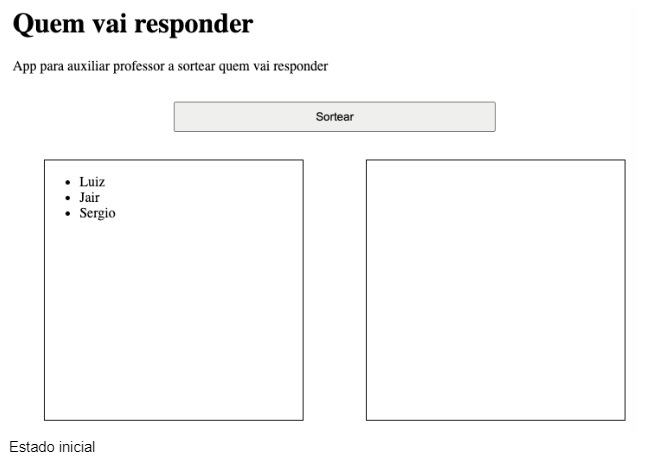 Quem vai responder
App para auxiliar professor a sortear quem vai responder
Sortear
Luiz
Jair
Sergio
Estado inicial